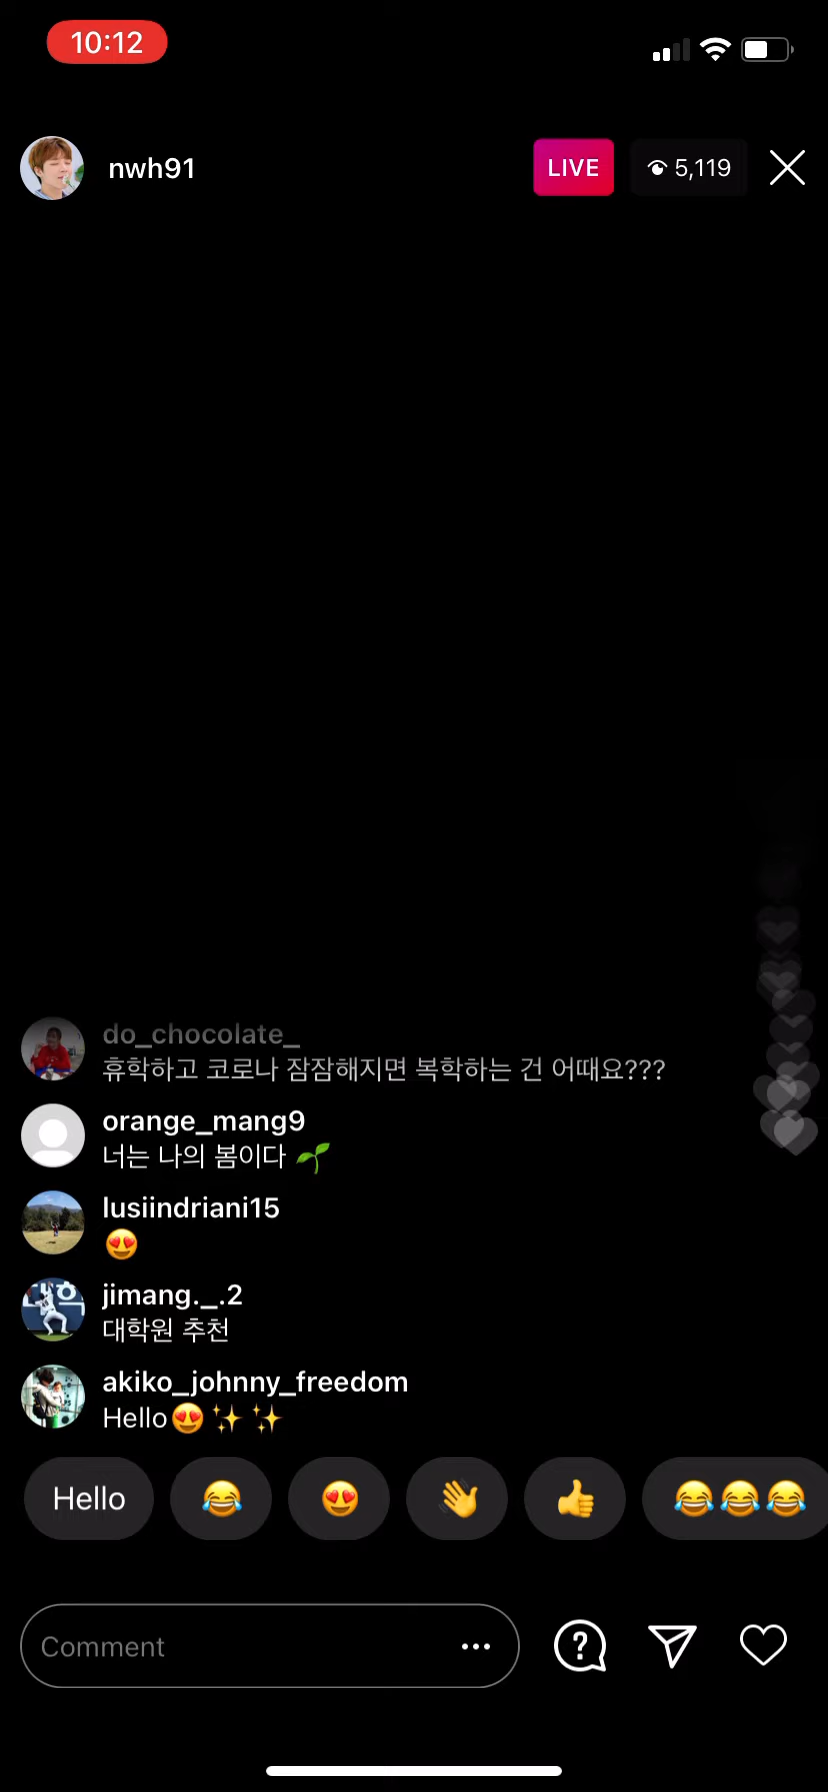 10:12
nwh91
LIVE
5,119
do_chocolate_
휴학하고 코로나 잠잠해지면 복학하는 건 어때요???
orange_mang9
너는 나의 봄이다 🌱
lusiindriani15
😍
jimang._.2
대학원 추천
akiko_johnny_freedom
Hello😍✨✨
Hello 😂 😍 👋 👍 😂😂😂
Comment